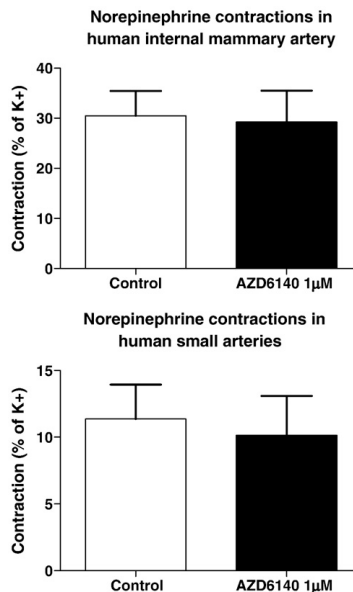 Norepinephrine contractions in
human internal mammary artery
Contraction (% of K+)
40
30
20
10
0
Control
AZD6140 1µM
Norepinephrine contractions in
human small arteries
Contraction (% of K+)
15
10
5
0
Control
AZD6140 1µM